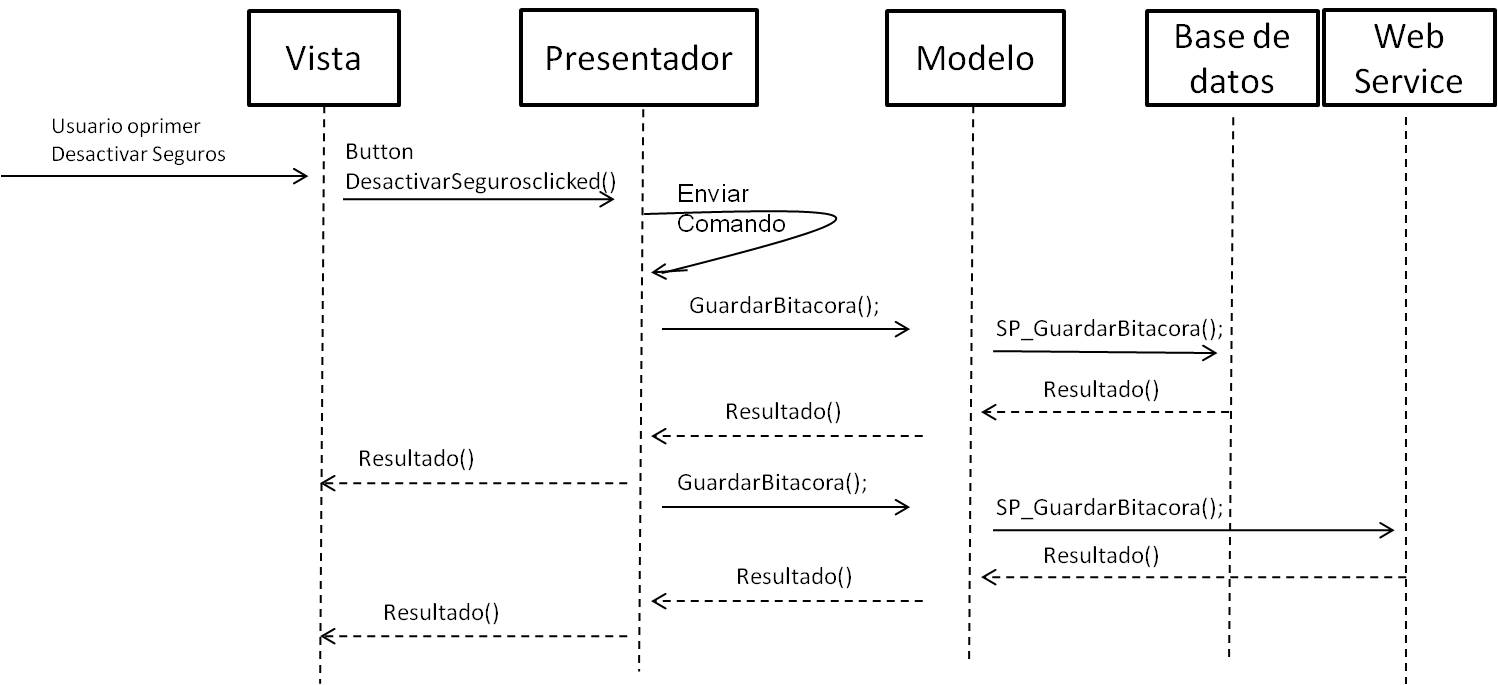 Vista
Presentador
Modelo
Base de
datos
Web
Service
Usuario oprimer
Desactivar Seguros
Button
DesactivarSegurosclicked()
Enviar
Comando
GuardarBitacora();
SP_GuardarBitacora();
Resultado()
Resultado()
Resultado()
GuardarBitacora();
SP_GuardarBitacora();
Resultado()
Resultado()
Resultado()